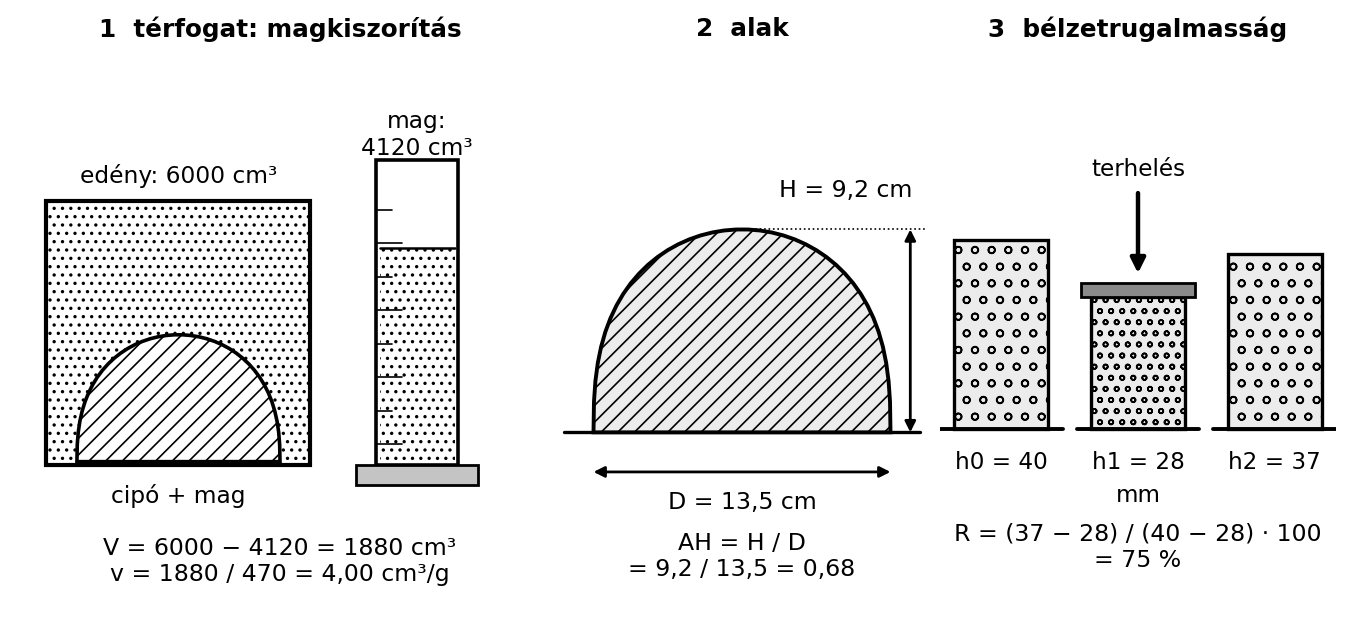 1  térfogat: magkiszorítás
edény: 6000 cm³
mag:
4120 cm³
cipó + mag
V = 6000 − 4120 = 1880 cm³
v = 1880 / 470 = 4,00 cm³/g
2  alak
H = 9,2 cm
D = 13,5 cm
AH = H / D
= 9,2 / 13,5 = 0,68
3  bélzetrugalmasság
terhelés
h0 = 40
h1 = 28
h2 = 37
mm
R = (37 − 28) / (40 − 28) · 100
= 75 %